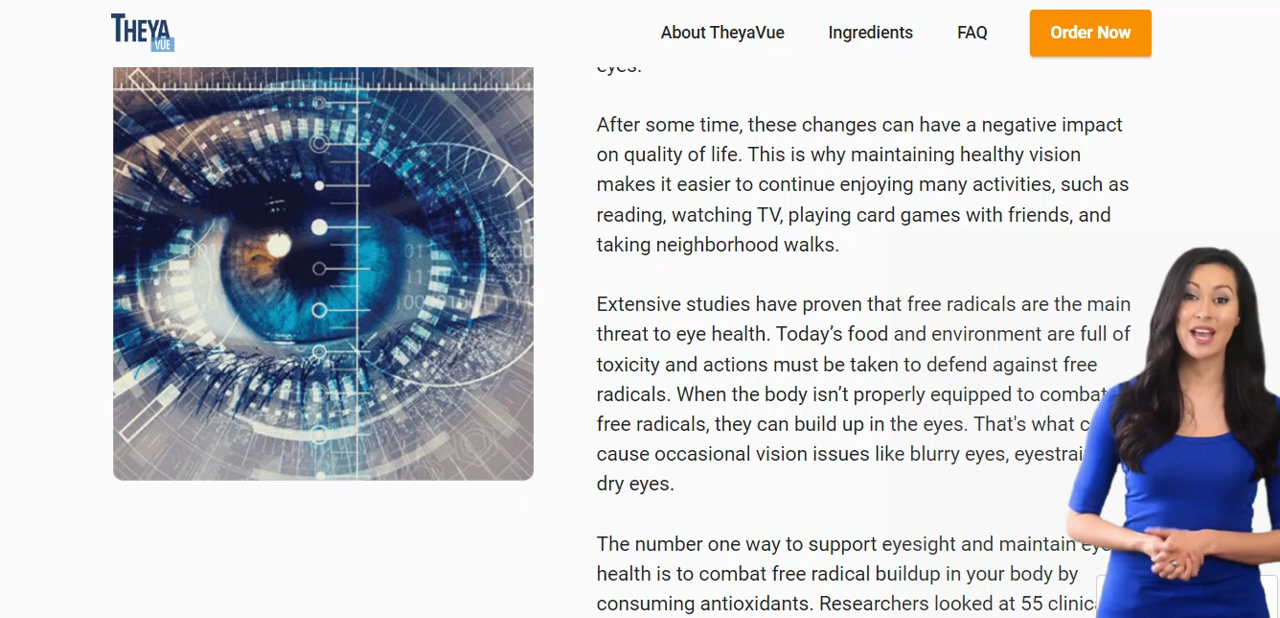 THEYA
VUE
About TheyaVue
Ingredients
FAQ
Order Now
eyes.
After some time, these changes can have a negative impact
on quality of life. This is why maintaining healthy vision
makes it easier to continue enjoying many activities, such as
reading, watching TV, playing card games with friends, and
taking neighborhood walks.
Extensive studies have proven that free radicals are the main
threat to eye health. Today’s food and environment are full of
toxicity and actions must be taken to defend against free
radicals. When the body isn’t properly equipped to combat
free radicals, they can build up in the eyes. That's what
cause occasional vision issues like blurry eyes,
dry eyes.
The number one way to support eyesight and maintain
health is to combat free radical buildup in your body by
consuming antioxidants. Researchers looked at 55